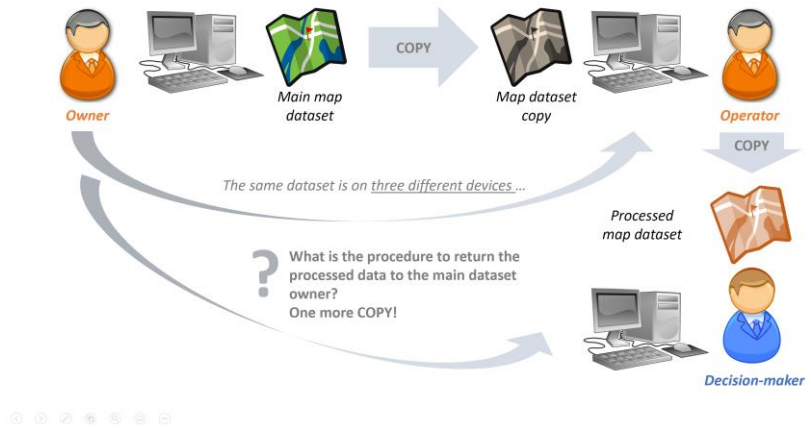 COPY
Main map
dataset
Map dataset
copy
Owner
Operator
COPY
The same dataset is on three different devices …
Processed
map dataset
? What is the procedure to return the
processed data to the main dataset
owner?
One more COPY!
Decision-maker